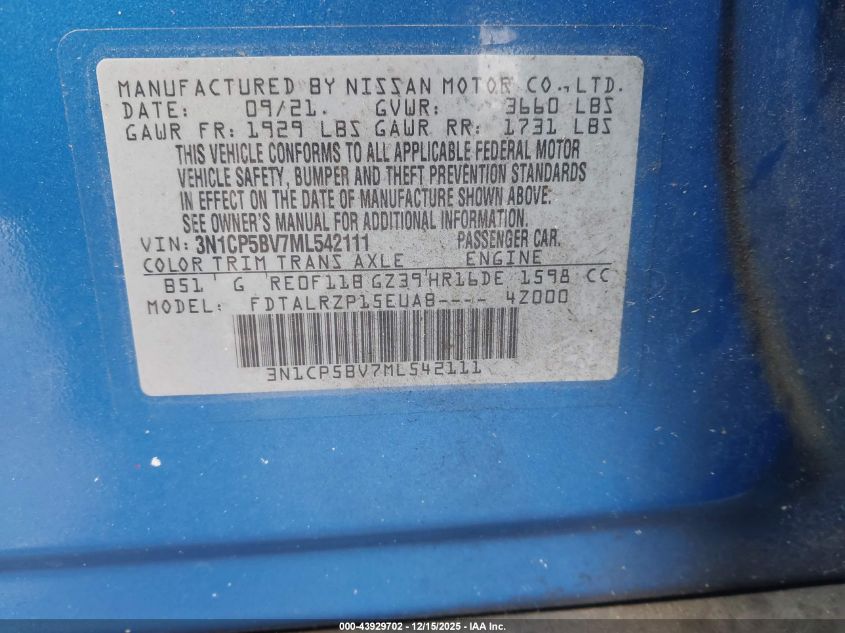 MANUFACTURED BY NISSAN MOTOR CO., LTD.
DATE: 09/21. GVWR: 3660 LBS
GAWR FR: 1929 LBS GAWR RR: 1731 LBS
THIS VEHICLE CONFORMS TO ALL APPLICABLE FEDERAL MOTOR
VEHICLE SAFETY, BUMPER AND THEFT PREVENTION STANDARDS
IN EFFECT ON THE DATE OF MANUFACTURE SHOWN ABOVE.
SEE OWNER'S MANUAL FOR ADDITIONAL INFORMATION.
VIN: 3N1CP5BV7ML542111 PASSENGER CAR.
COLOR TRIM TRANS AXLE ENGINE
B51 G RE0F11B GZ39 HR16DE 1598 CC
MODEL: FDTALRZP15EUA8---- 4Z000
3N1CP5BV7ML542111
000-43929702 - 12/15/2025 - IAA Inc.